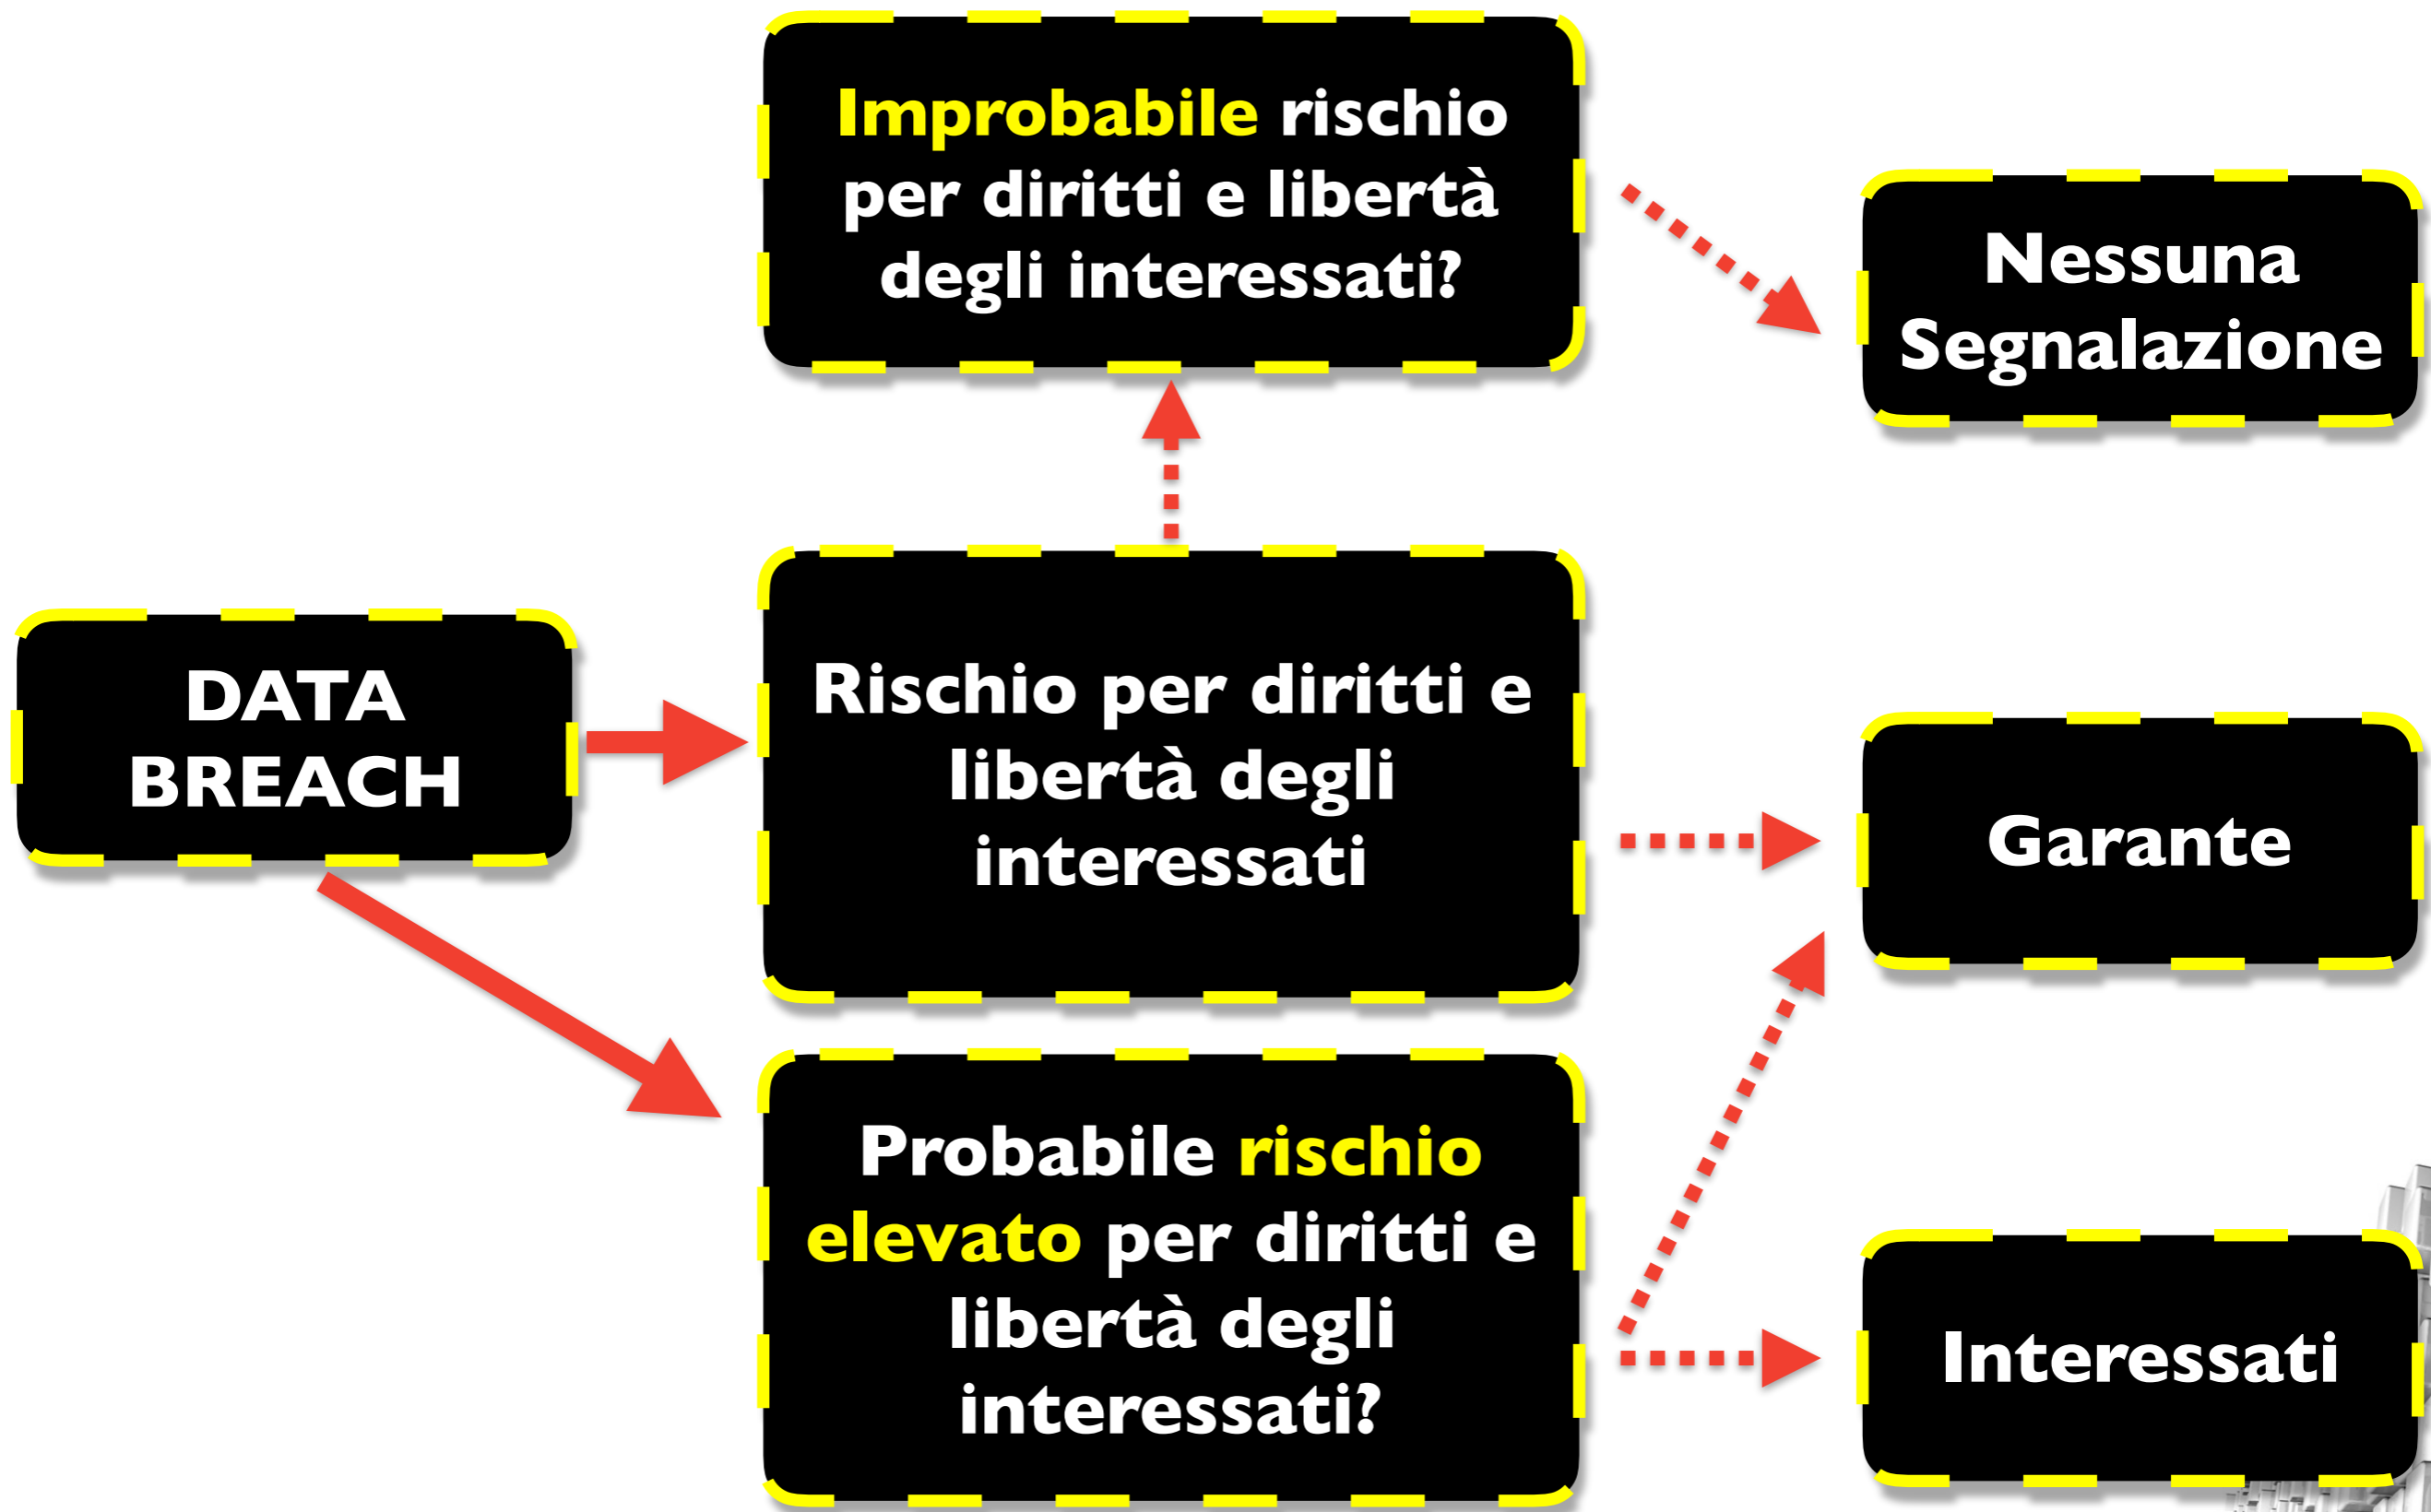 Improbabile rischio
per diritti e libertà
degli interessati?
Nessuna
Segnalazione
DATA
BREACH
Rischio per diritti e
libertà degli
interessati
Garante
Probabile rischio
elevato per diritti e
libertà degli
interessati?
Interessati